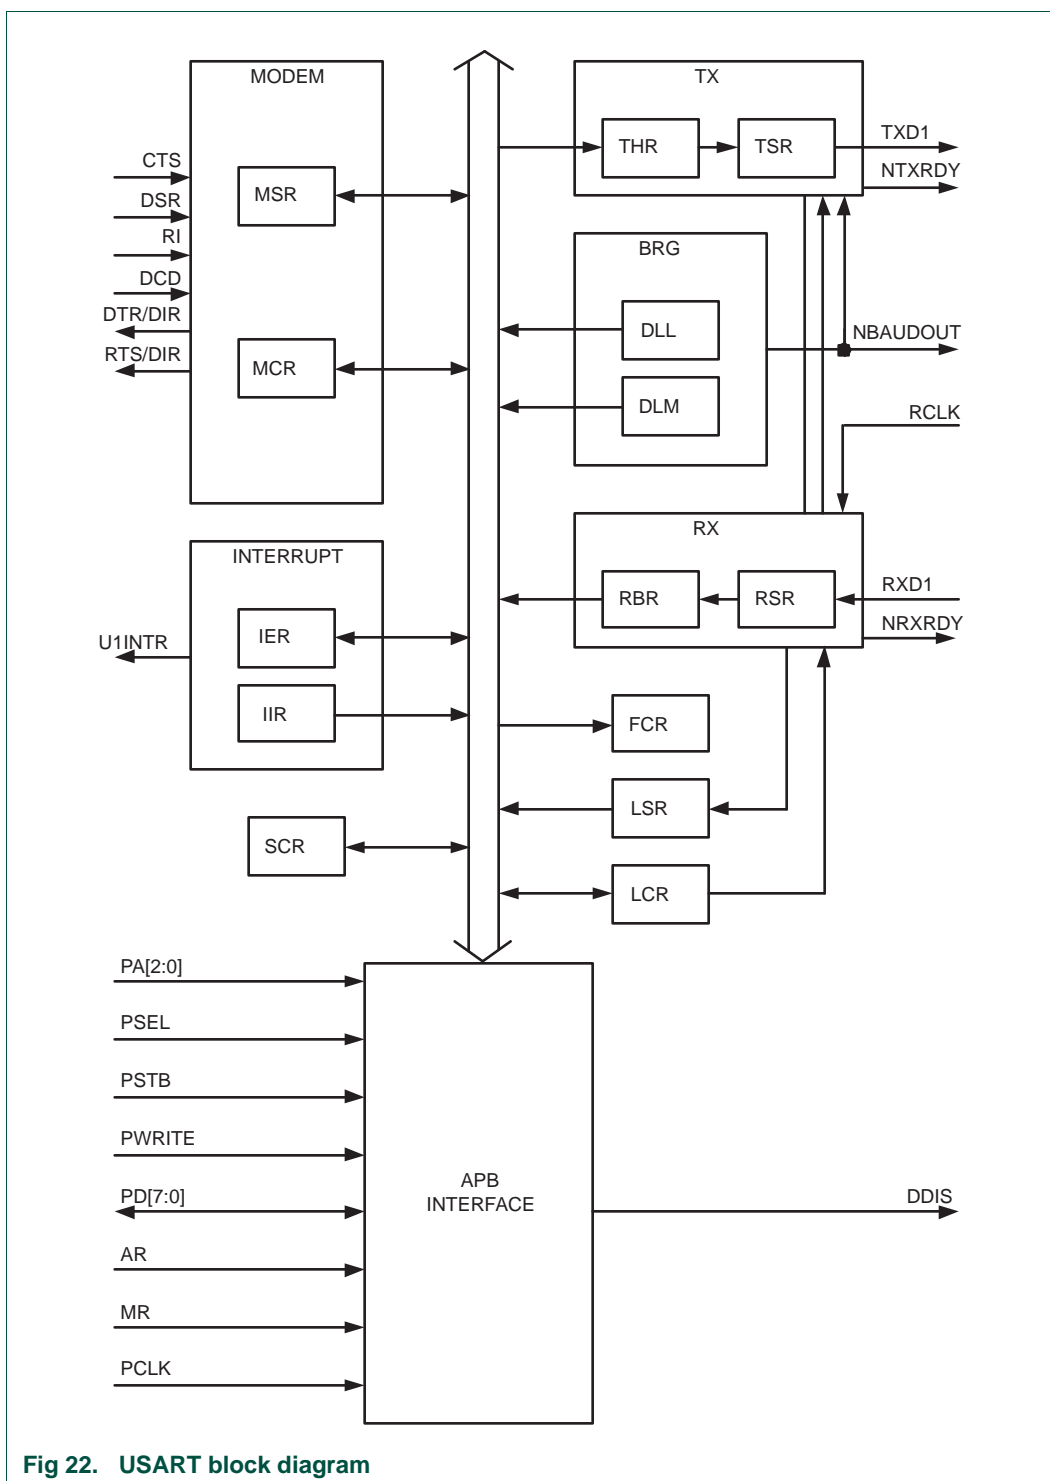 MODEM
CTS
DSR
RI
DCD
DTR/DIR
RTS/DIR
MSR
MCR
TX
THR
TSR
TXD1
NTXRDY
BRG
DLL
DLM
NBAUDOUT
RCLK
RX
RBR
RSR
RXD1
NRXRDY
INTERRUPT
U1INTR
IER
IIR
FCR
LSR
SCR
LCR
PA[2:0]
PSEL
PSTB
PWRITE
PD[7:0]
AR
MR
PCLK
APB
INTERFACE
DDIS
Fig 22. USART block diagram